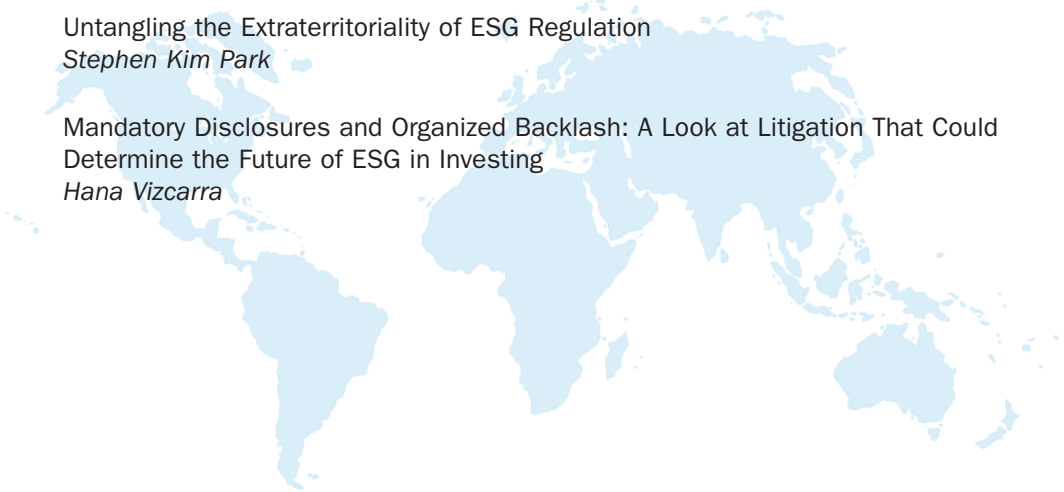 Untangling the Extraterritoriality of ESG Regulation
Stephen Kim Park
Mandatory Disclosures and Organized Backlash: A Look at Litigation That Could
Determine the Future of ESG in Investing
Hana Vizcarra